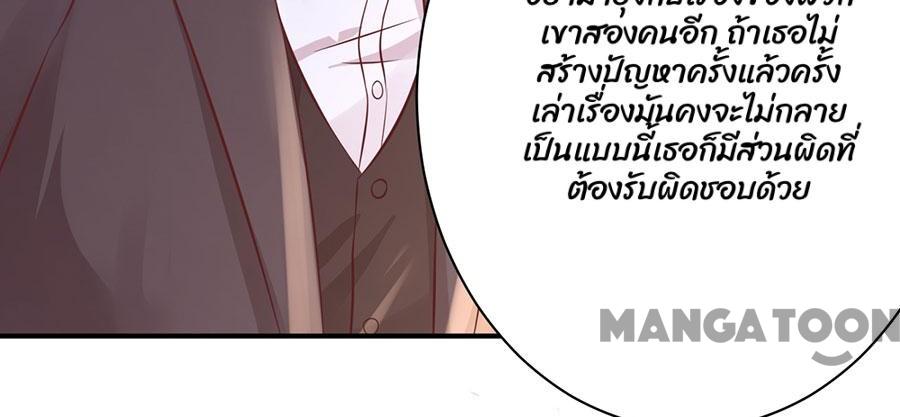 เขาสองคนอีก ถ้าเธอไม่
สร้างปัญหาครั้งแล้วครั้ง
เล่าเรื่องมันคงจะไม่กลาย
เป็นแบบนี้เธอก็มีส่วนผิดที่
ต้องรับผิดชอบด้วย
MANGATOON